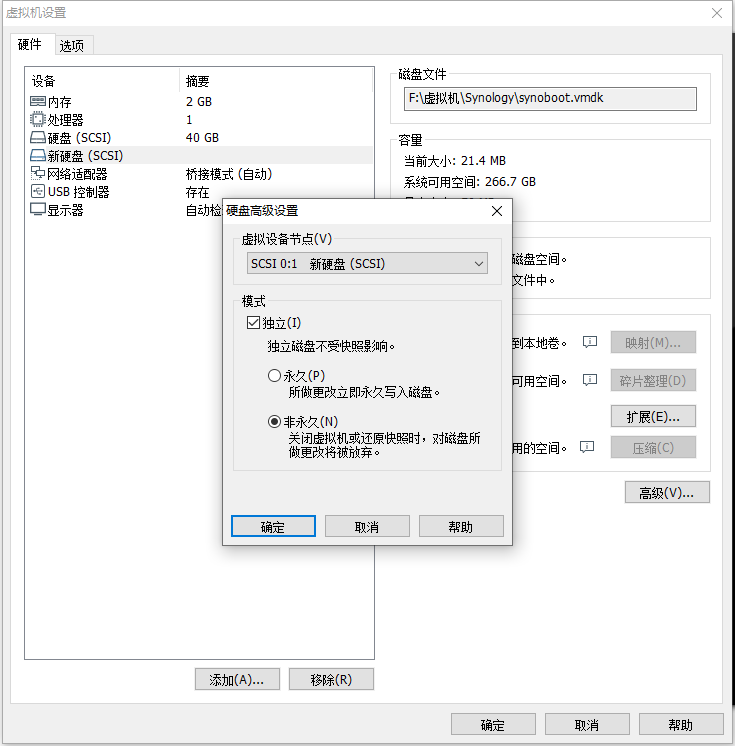 虚拟机设置
硬件
选项
设备 摘要
内存 2 GB
处理器 1
硬盘 (SCSI) 40 GB
新硬盘 (SCSI)
网络适配器 桥接模式 (自动)
USB 控制器 存在
显示器 自动检
添加(A)...
移除(R)
磁盘文件
F:\虚拟机\Synology\synoboot.vmdk
容量
当前大小: 21.4 MB
系统可用空间: 266.7 GB
磁盘空间。
文件中。
到本地卷。
映射(M)...
可用空间。
碎片整理(D)
扩展(E)...
用的空间。
压缩(C)
高级(V)...
硬盘高级设置
虚拟设备节点(V)
SCSI 0:1 新硬盘 (SCSI)
模式
独立(I)
独立磁盘不受快照影响。
永久(P)
所做更改立即永久写入磁盘。
非永久(N)
关闭虚拟机或还原快照时，对磁盘所
做更改将被放弃。
确定
取消
帮助
确定
取消
帮助